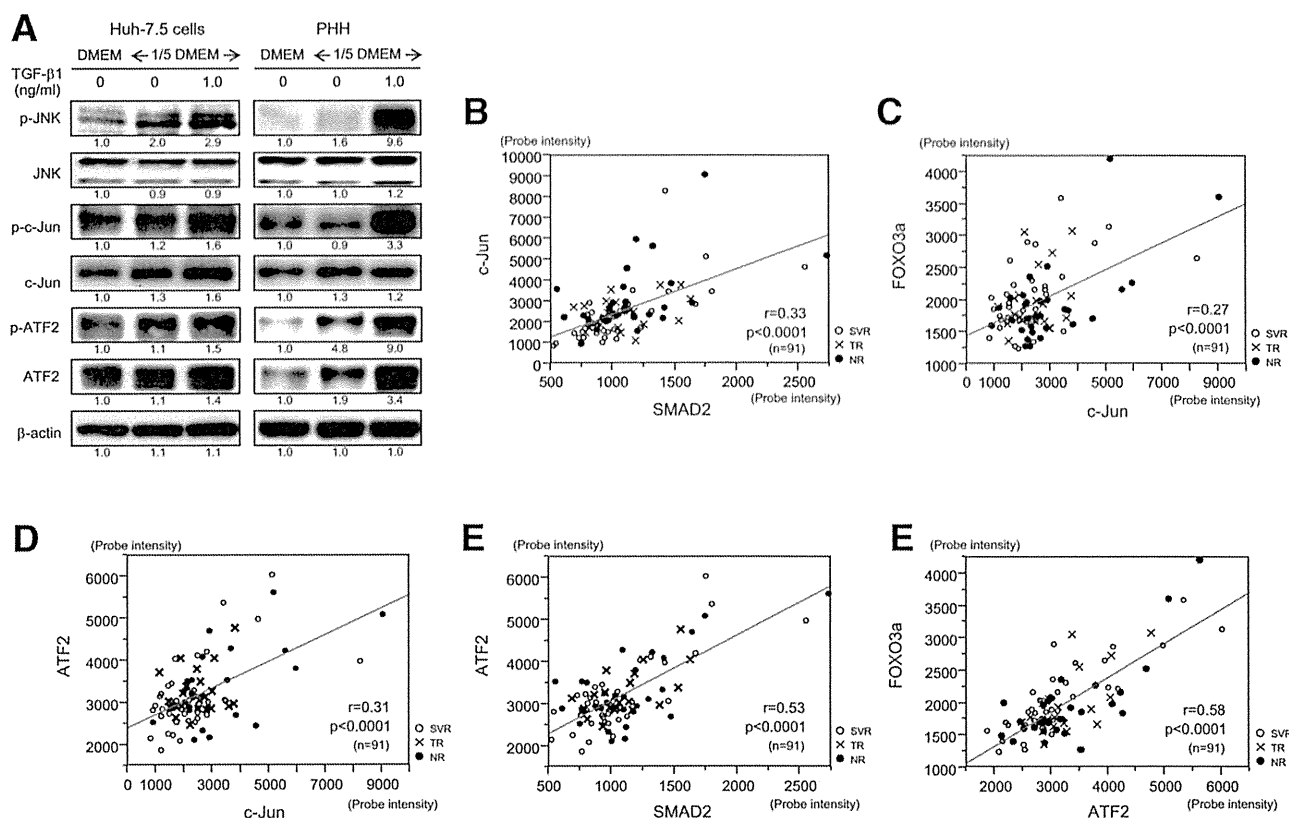 A
Huh-7.5 cells PHH
DMEM ← 1/5 DMEM → DMEM ← 1/5 DMEM →
TGF-β1 (ng/ml) 0 0 1.0 0 0 1.0
p-JNK
1.0 2.0 2.9 1.0 1.6 9.6
JNK
1.0 0.9 0.9 1.0 1.0 1.2
p-c-Jun
1.0 1.2 1.6 1.0 0.9 3.3
c-Jun
1.0 1.3 1.6 1.0 1.3 1.2
p-ATF2
1.0 1.1 1.5 1.0 4.8 9.0
ATF2
1.0 1.1 1.4 1.0 1.9 3.4
β-actin
1.0 1.1 1.1 1.0 1.0 1.0
B
(Probe intensity)
10000
9000
8000
7000
6000
5000
4000
3000
2000
1000
0
c-Jun
r=0.33
p<0.0001
(n=91)
SVR
TR
NR
500 1000 1500 2000 2500
SMAD2 (Probe intensity)
C
(Probe intensity)
4000
3500
3000
2500
2000
1500
1000
FOXO3a
r=0.27
p<0.0001
(n=91)
SVR
TR
NR
0 1000 3000 5000 7000 9000
c-Jun (Probe intensity)
D
(Probe intensity)
6000
5000
4000
3000
2000
ATF2
r=0.31
p<0.0001
(n=91)
SVR
TR
NR
0 1000 3000 5000 7000 9000
c-Jun (Probe intensity)
E
(Probe intensity)
6000
5000
4000
3000
2000
ATF2
r=0.53
p<0.0001
(n=91)
SVR
TR
NR
500 1000 1500 2000 2500
SMAD2 (Probe intensity)
E
(Probe intensity)
4000
3500
3000
2500
2000
1500
1000
FOXO3a
r=0.58
p<0.0001
(n=91)
SVR
TR
NR
2000 3000 4000 5000 6000
ATF2 (Probe intensity)